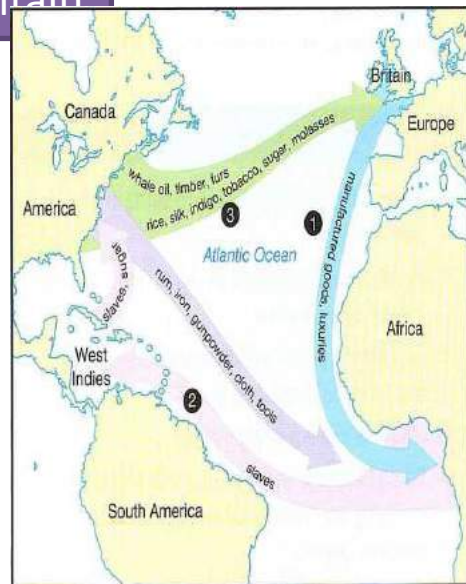 Britain
Canada
Europe
whale oil, timber, furs
rice, silk, indigo, tobacco, sugar, molasses
America
3
1
manufactured goods, luxuries
Atlantic Ocean
slaves, sugar
rum, iron, gunpowder, cloth, tools
Africa
West
Indies
2
slaves
South America